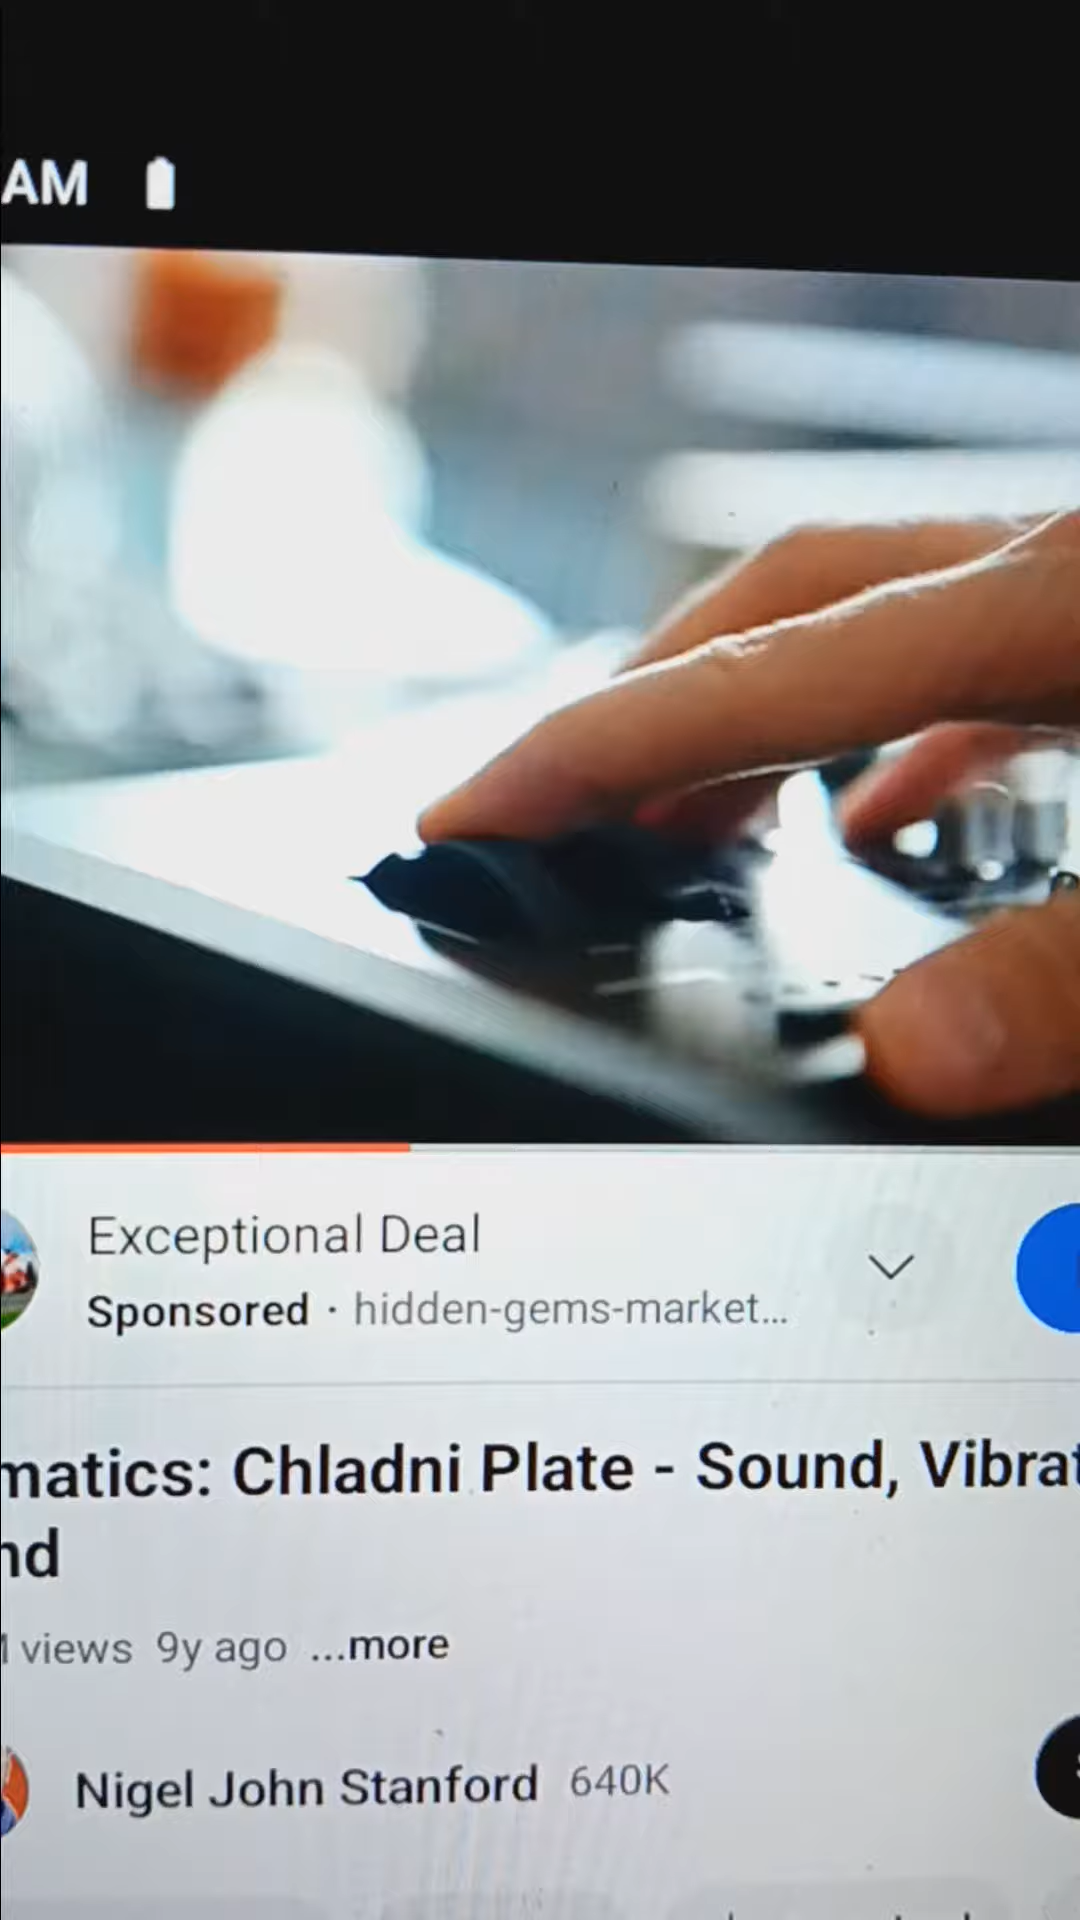 AM
Exceptional Deal
Sponsored · hidden-gems-market...
matics: Chladni Plate - Sound, Vibrat
nd
views 9y ago ...more
Nigel John Stanford 640K